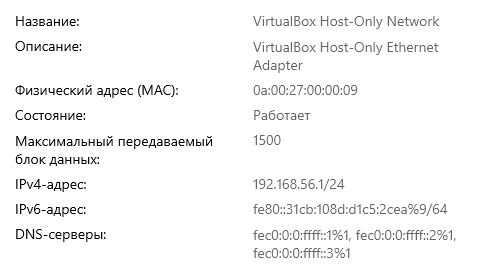 Название: VirtualBox Host-Only Network
Описание: VirtualBox Host-Only Ethernet
Adapter
Физический адрес (MAC): 0a:00:27:00:00:09
Состояние: Работает
Максимальный передаваемый 1500
блок данных:
IPv4-адрес: 192.168.56.1/24
IPv6-адрес: fe80::31cb:108d:d1c5:2cea%9/64
DNS-серверы: fec0:0:0:ffff::1%1, fec0:0:0:ffff::2%1,
fec0:0:0:ffff::3%1